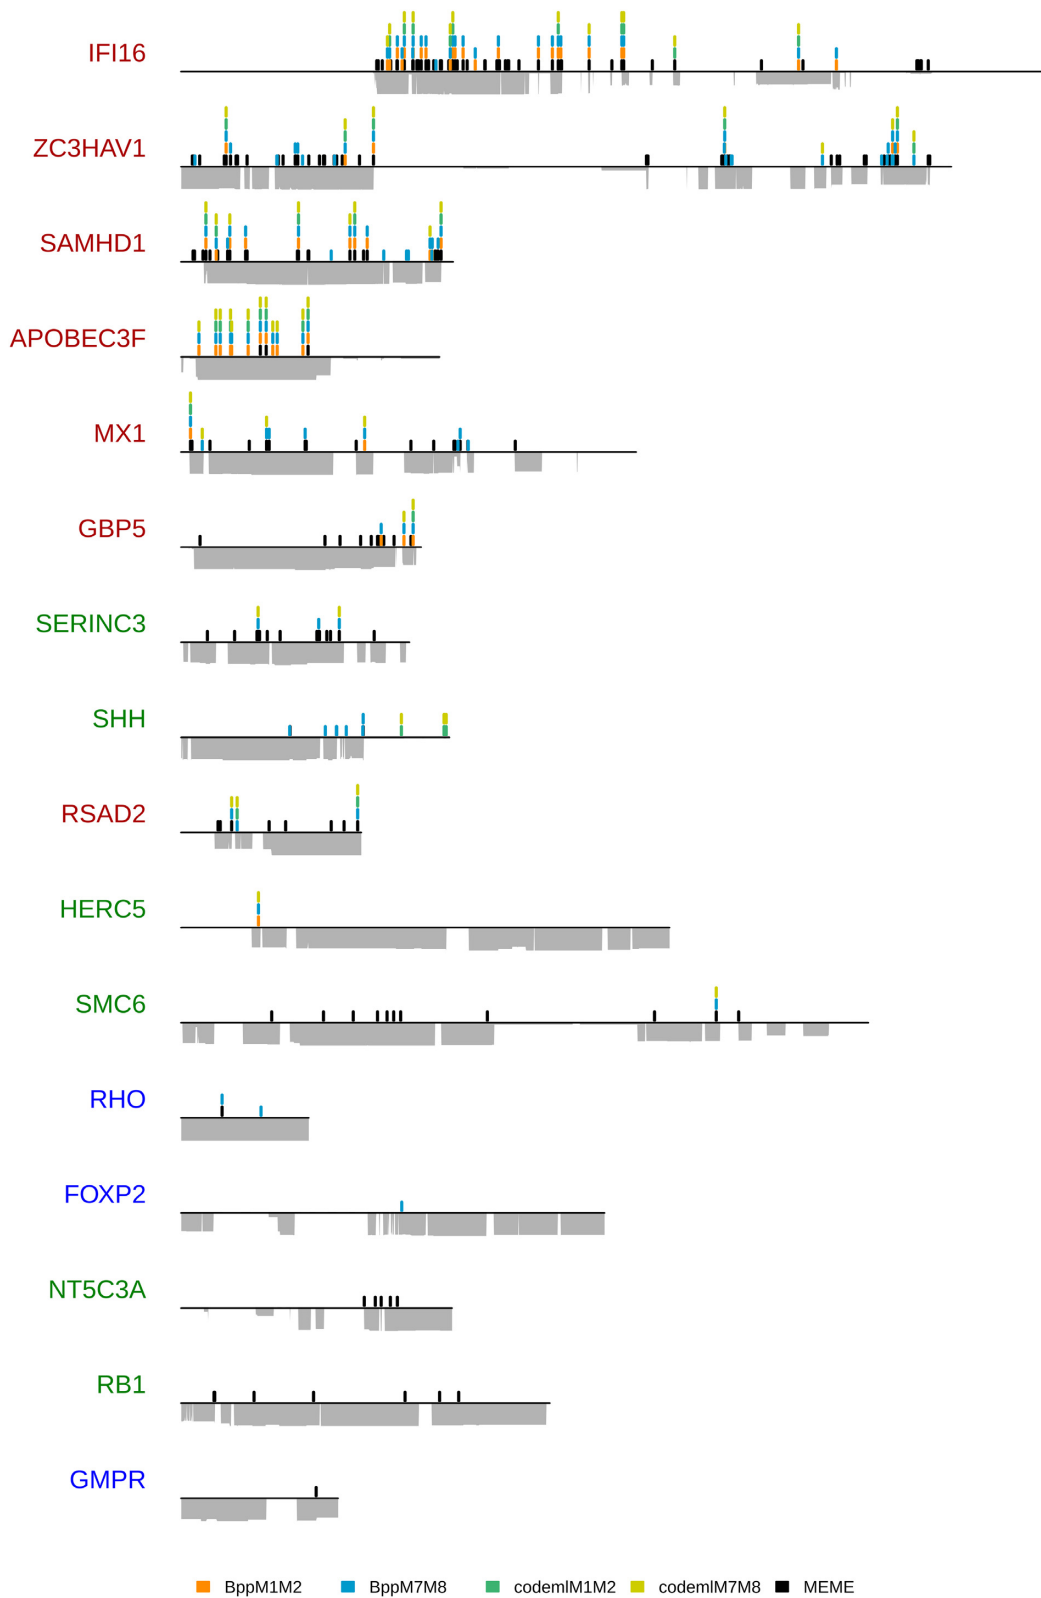 IFI16
ZC3HAV1
SAMHD1
APOBEC3F
MX1
GBP5
SERINC3
SHH
RSAD2
HERC5
SMC6
RHO
FOXP2
NT5C3A
RB1
GMPR
BppM1M2 BppM7M8 codemlM1M2 codemlM7M8 MEME